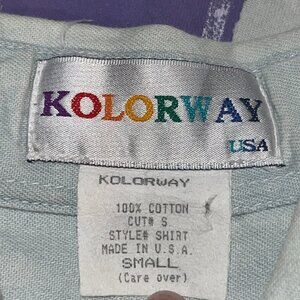 KOLORWAY
USA
KOLORWAY
100% COTTON
CUT# S
STYLE# SHIRT
MADE IN U.S.A.
SMALL
(Care over)